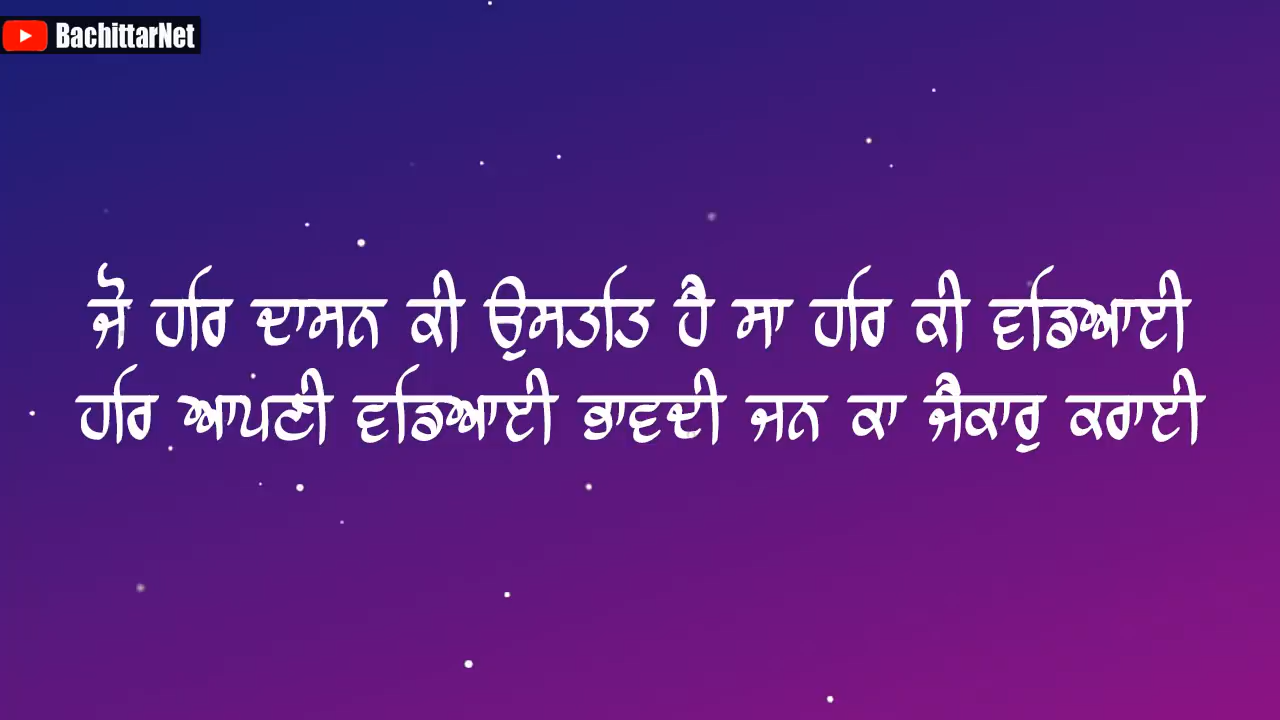 BachittarNet
ਜੋ ਹਰਿ ਦਾਸਨ ਕੀ ਉਸਤਤਿ ਹੈ ਸਾ ਹਰਿ ਕੀ ਵਡਿਆਈ
ਹਰਿ ਆਪਣੀ ਵਡਿਆਈ ਭਾਵਦੀ ਜਨ ਕਾ ਜੈਕਾਰੁ ਕਰਾਈ